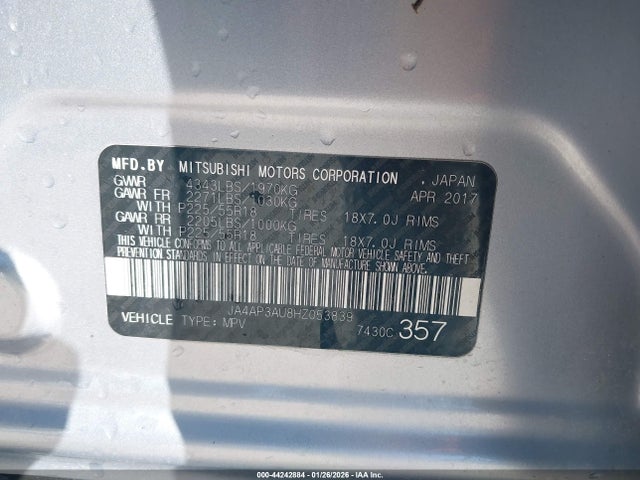 MFD.BY MITSUBISHI MOTORS CORPORATION , JAPAN
GVWR 4343LBS/1970KG APR 2017
GAWR FR 2271LBS/1030KG
WITH P225/55R18 TIRES 18X7.0J RIMS
GAWR RR 2205LBS/1000KG
WITH P225/55R18 TIRES 18X7.0J RIMS
THIS VEHICLE CONFORMS TO ALL APPLICABLE FEDERAL MOTOR VEHICLE SAFETY AND THEFT
PREVENTION STANDARDS IN EFFECT ON THE DATE OF MANUFACTURE SHOWN ABOVE.
JA4AP3AU8HZ053839
VEHICLE TYPE: MPV 7430C 357
000-44242884 | 01/26/2026 - Copyright © IAA, LLC